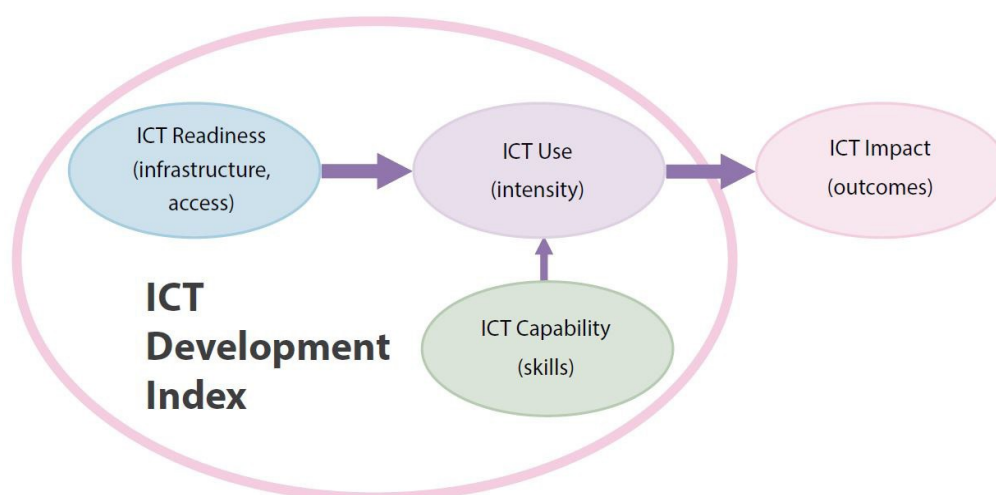 ICT Readiness
(infrastructure,
access)
ICT Use
(intensity)
ICT Impact
(outcomes)
ICT Capability
(skills)
ICT
Development
Index